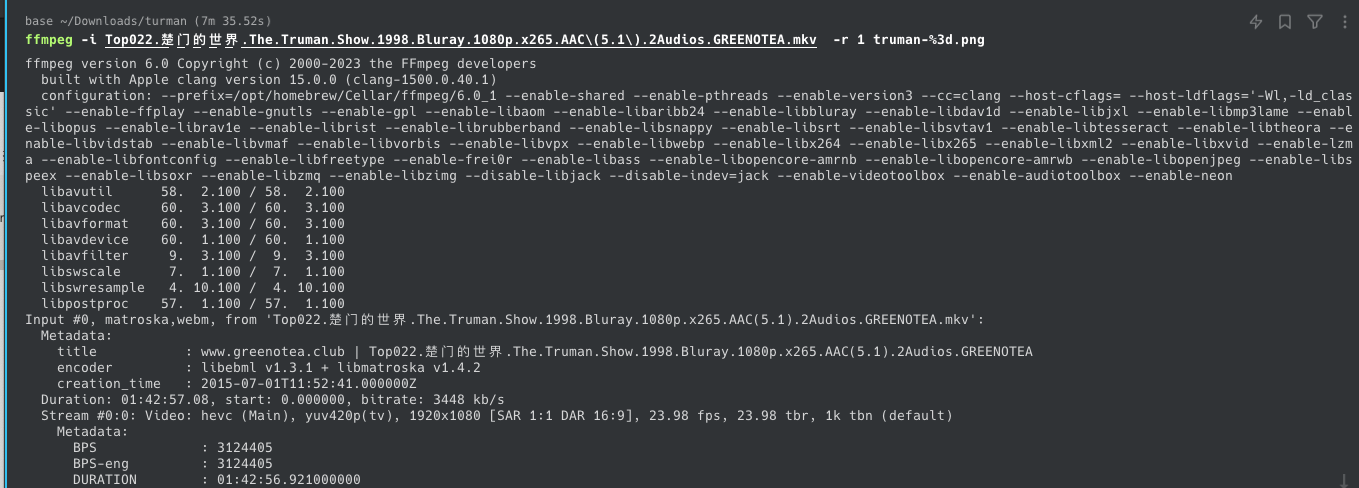 base ~/Downloads/turman (7m 35.52s)
ffmpeg -i Top022.楚门的世界.The.Truman.Show.1998.Bluray.1080p.x265.AAC\(5.1\).2Audios.GREENOTEA.mkv  -r 1 truman-%3d.png
ffmpeg version 6.0 Copyright (c) 2000-2023 the FFmpeg developers
  built with Apple clang version 15.0.0 (clang-1500.0.40.1)
  configuration: --prefix=/opt/homebrew/Cellar/ffmpeg/6.0_1 --enable-shared --enable-pthreads --enable-version3 --cc=clang --host-cflags= --host-ldflags='-Wl,-ld_clas
sic' --enable-ffplay --enable-gnutls --enable-gpl --enable-libaom --enable-libaribb24 --enable-libbluray --enable-libdav1d --enable-libjxl --enable-libmp3lame --enabl
e-libopus --enable-librav1e --enable-librist --enable-librubberband --enable-libsnappy --enable-libsrt --enable-libsvtav1 --enable-libtesseract --enable-libtheora --e
nable-libvidstab --enable-libvmaf --enable-libvorbis --enable-libvpx --enable-libwebp --enable-libx264 --enable-libx265 --enable-libxml2 --enable-libxvid --enable-lzm
a --enable-libfontconfig --enable-libfreetype --enable-frei0r --enable-libass --enable-libopencore-amrnb --enable-libopencore-amrwb --enable-libopenjpeg --enable-libs
peex --enable-libsoxr --enable-libzmq --enable-libzimg --disable-libjack --disable-indev=jack --enable-videotoolbox --enable-audiotoolbox --enable-neon
  libavutil      58.  2.100 / 58.  2.100
  libavcodec     60.  3.100 / 60.  3.100
  libavformat    60.  3.100 / 60.  3.100
  libavdevice    60.  1.100 / 60.  1.100
  libavfilter     9.  3.100 /  9.  3.100
  libswscale      7.  1.100 /  7.  1.100
  libswresample   4. 10.100 /  4. 10.100
  libpostproc    57.  1.100 / 57.  1.100
Input #0, matroska,webm, from 'Top022.楚门的世界.The.Truman.Show.1998.Bluray.1080p.x265.AAC(5.1).2Audios.GREENOTEA.mkv':
  Metadata:
    title           : www.greenotea.club | Top022.楚门的世界.The.Truman.Show.1998.Bluray.1080p.x265.AAC(5.1).2Audios.GREENOTEA
    encoder         : libebml v1.3.1 + libmatroska v1.4.2
    creation_time   : 2015-07-01T11:52:41.000000Z
  Duration: 01:42:57.08, start: 0.000000, bitrate: 3448 kb/s
  Stream #0:0: Video: hevc (Main), yuv420p(tv), 1920x1080 [SAR 1:1 DAR 16:9], 23.98 fps, 23.98 tbr, 1k tbn (default)
    Metadata:
      BPS             : 3124405
      BPS-eng         : 3124405
      DURATION        : 01:42:56.921000000